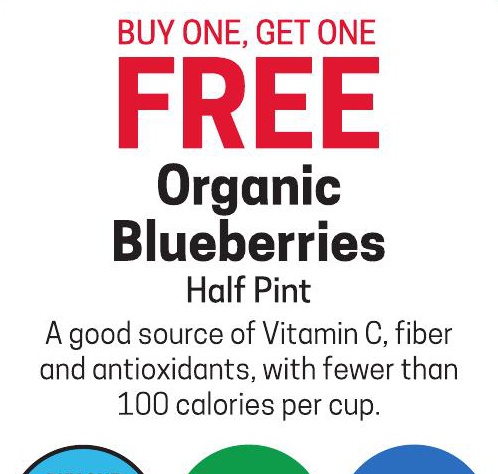 BUY ONE, GET ONE
FREE
Organic
Blueberries
Half Pint
A good source of Vitamin C, fiber
and antioxidants, with fewer than
100 calories per cup.